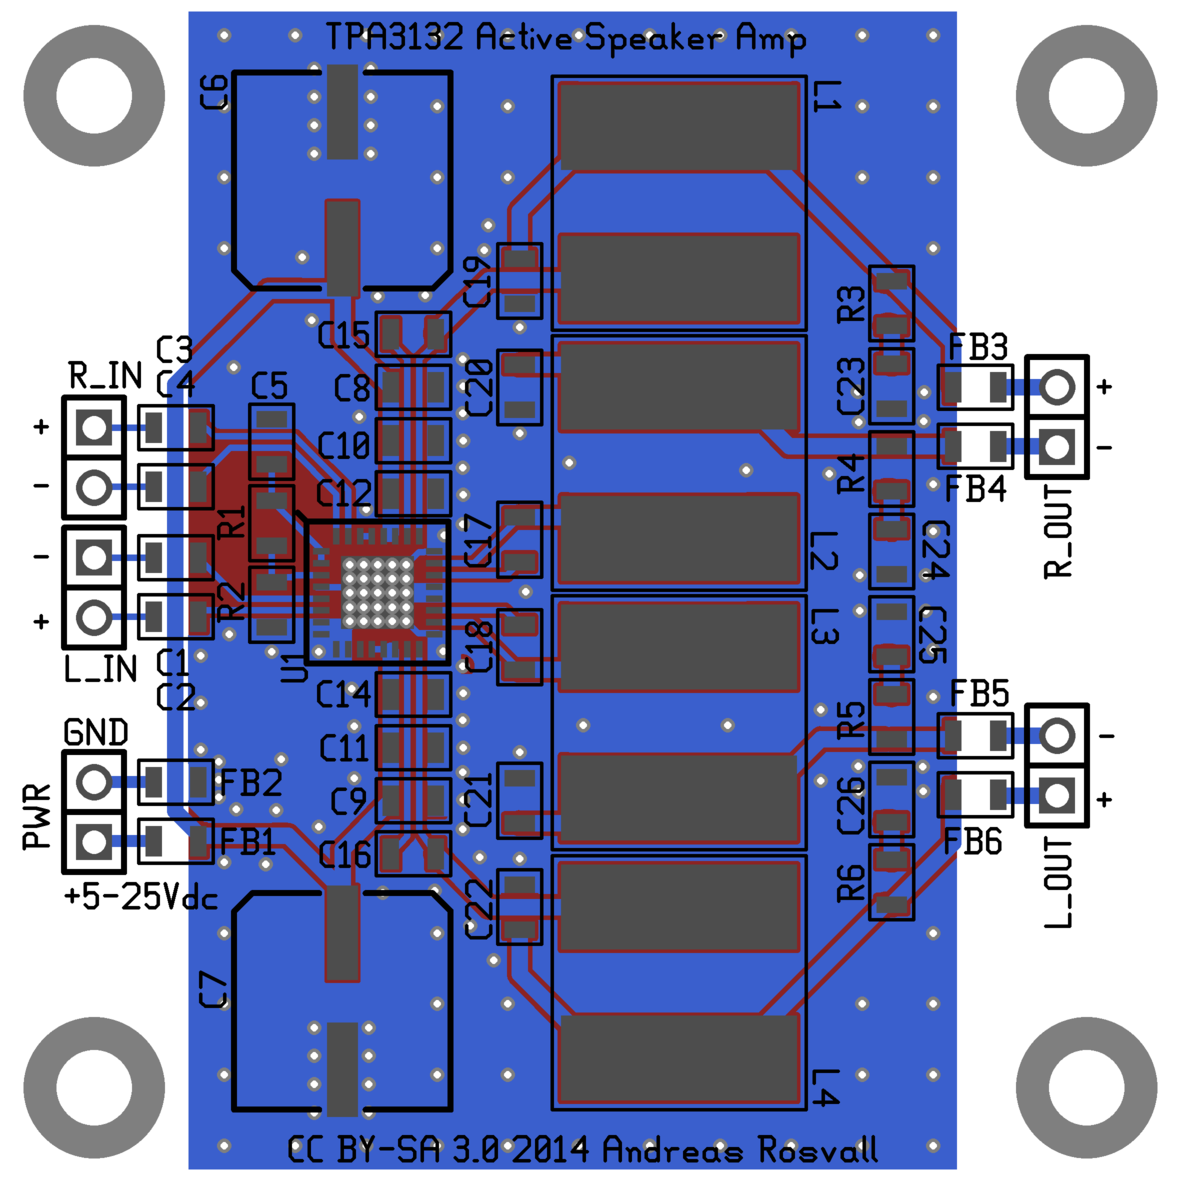 TPA3132 Active Speaker Amp
C6
L1
C19
R3
C15
C3
FB3
R_IN
C4
C5
C8
C20
C23
+
+
C10
-
R4
FB4
-
C12
R1
C17
R_OUT
L2
C24
-
R2
C18
L3
C25
+
U1
L_IN
C1
C2
C14
FB5
R5
GND
C11
-
FB2
PWR
C9
C21
C26
+
FB1
C16
FB6
+5-25Vdc
C22
R6
L_OUT
C7
L4
CC BY-SA 3.0 2014 Andreas Rosvall